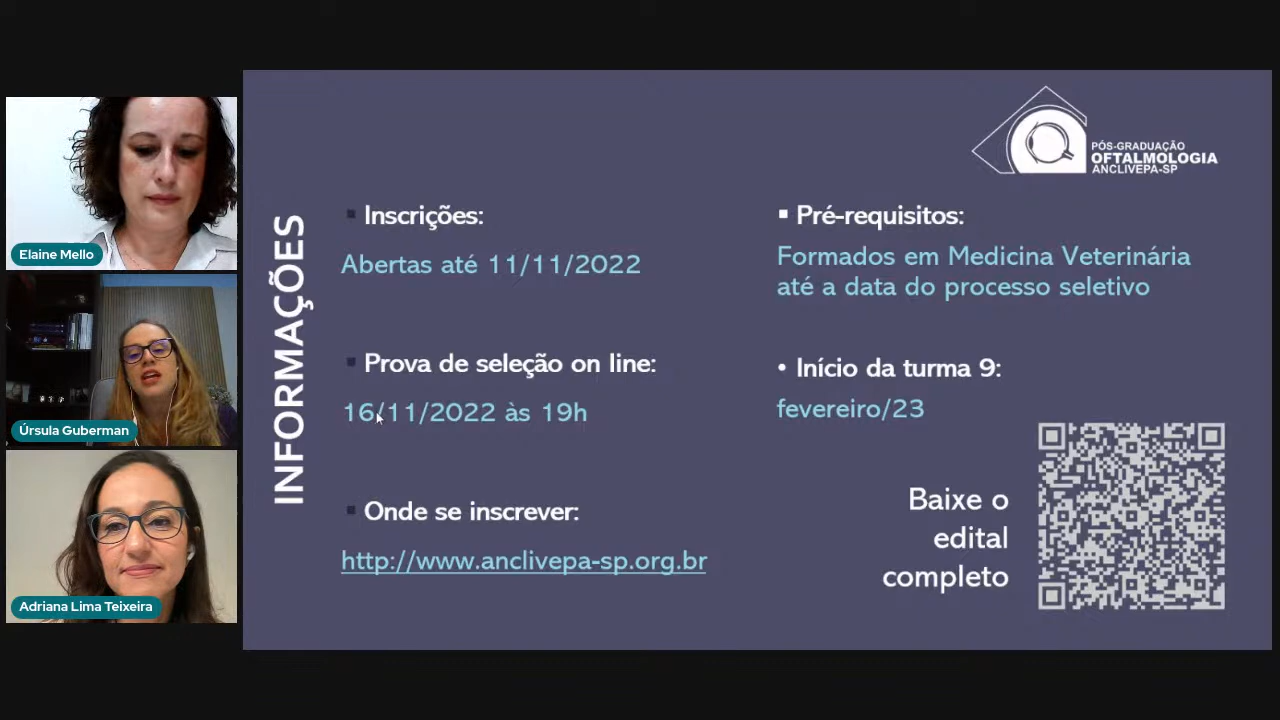 Elaine Mello
Úrsula Guberman
Adriana Lima Teixeira
INFORMAÇÕES
PÓS-GRADUAÇÃO
OFTALMOLOGIA
ANCLIVEPA-SP
Inscrições:
Abertas até 11/11/2022
Prova de seleção on line:
16/11/2022 às 19h
Onde se inscrever:
http://www.anclivepa-sp.org.br
Pré-requisitos:
Formados em Medicina Veterinária
até a data do processo seletivo
• Início da turma 9:
fevereiro/23
Baixe o
edital
completo